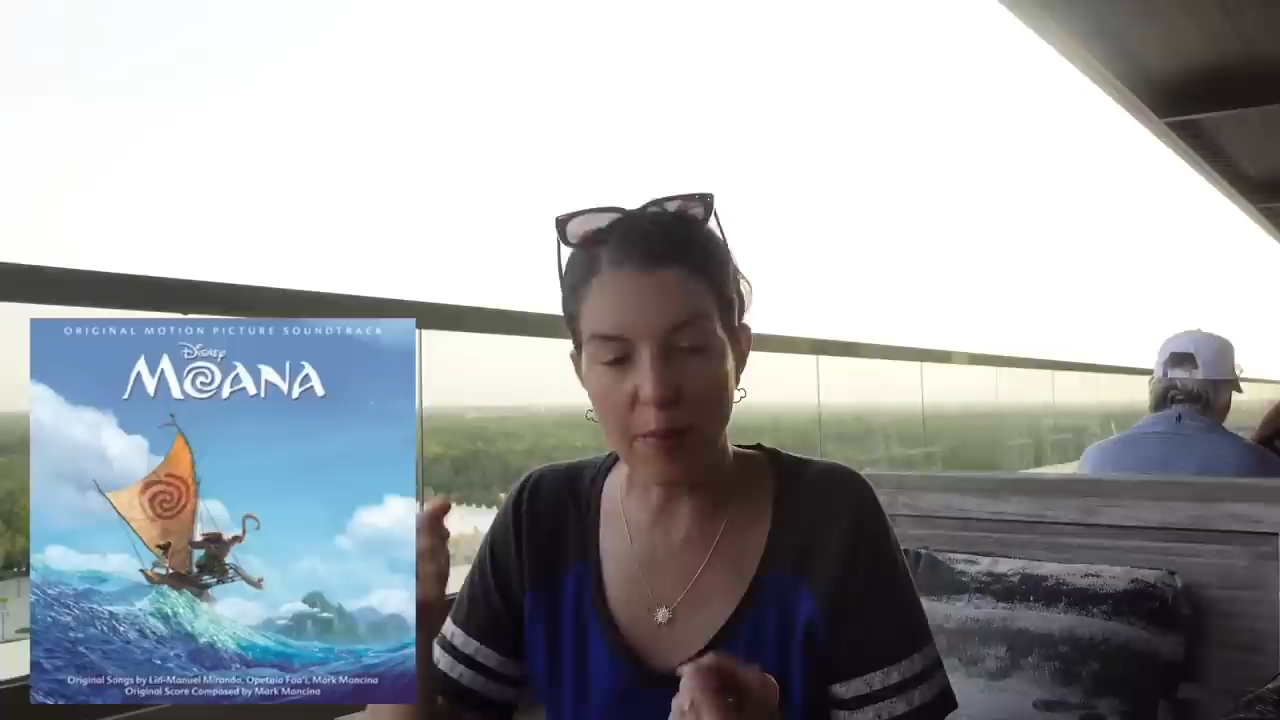 ORIGINAL MOTION PICTURE SOUNDTRACK
DISNEY
MOANA
Original Songs by Lin-Manuel Miranda, Opetaia Foa'i, Mark Mancina
Original Score Composed by Mark Mancina